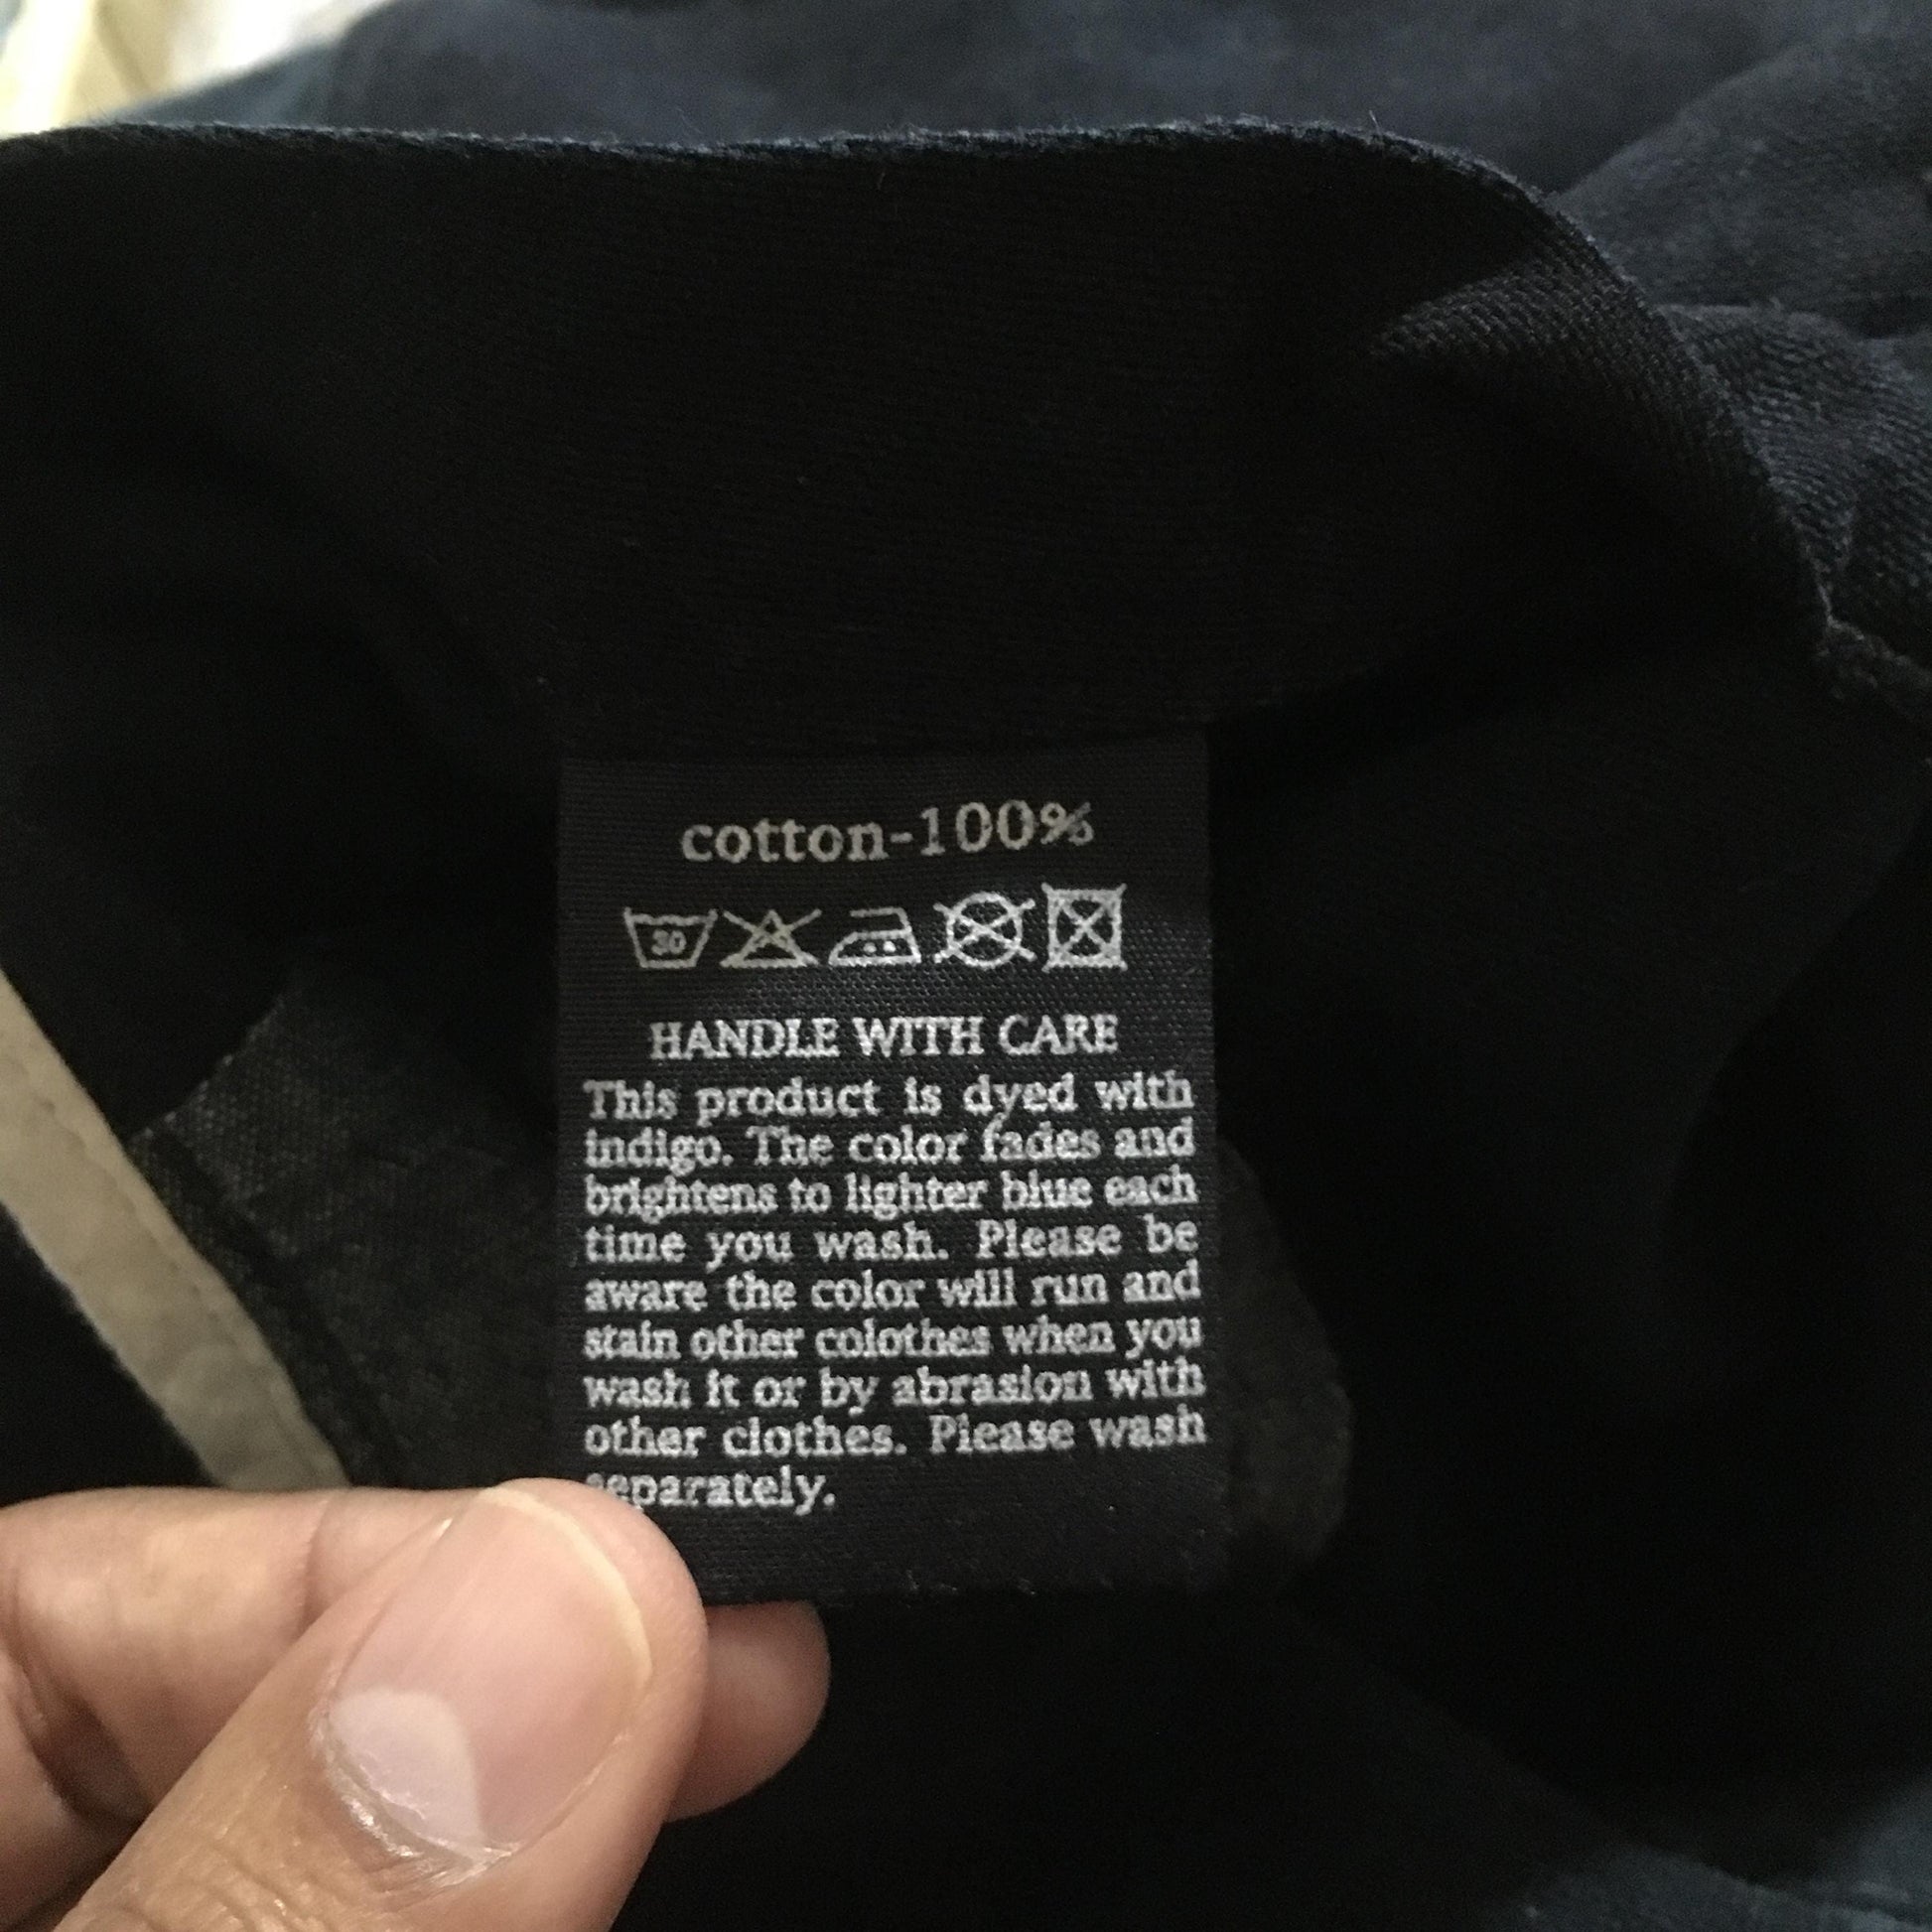 cotton-100%
30
HANDLE WITH CARE
This product is dyed with
indigo. The color fades and
brightens to lighter blue each
time you wash. Please be
aware the color will run and
stain other colothes when you
wash it or by abrasion with
other clothes. Please wash
separately.